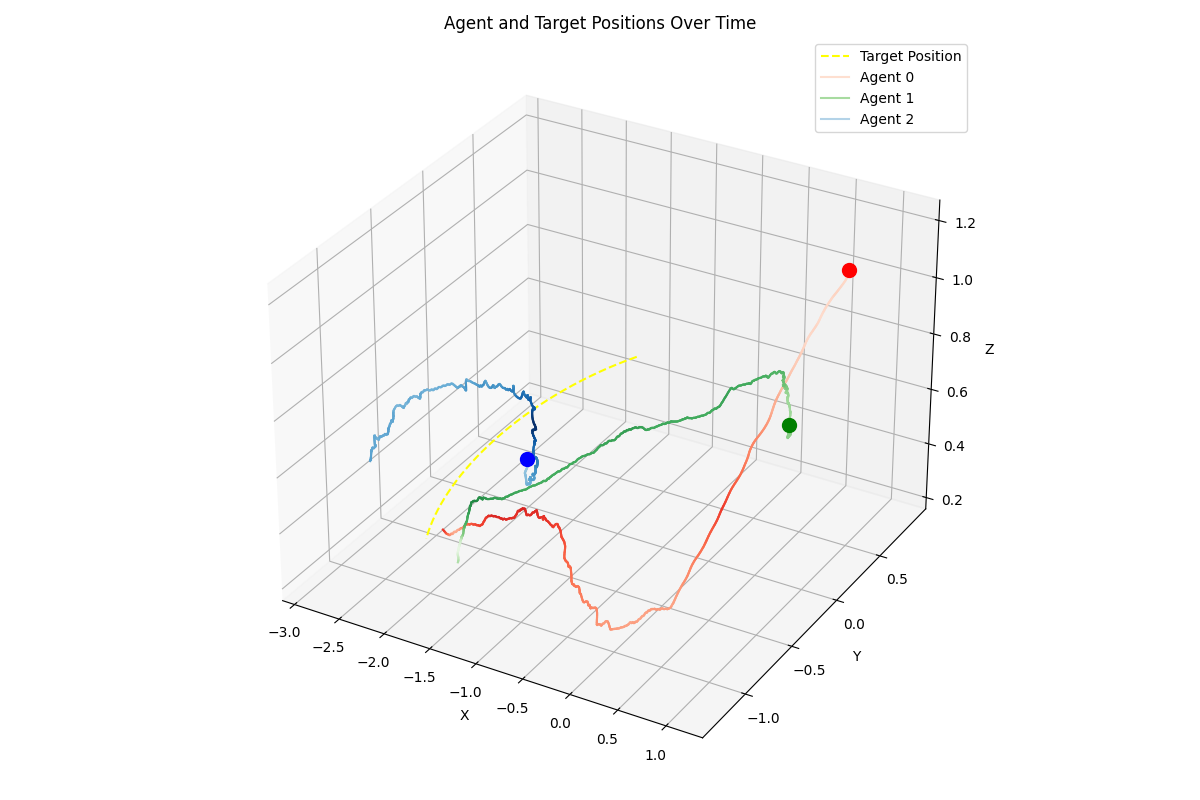 Agent and Target Positions Over Time
Target Position
Agent 0
Agent 1
Agent 2
1.2
1.0
Z
0.8
0.6
0.4
0.2
−3.0
−2.5
−2.0
−1.5
−1.0
−0.5
0.0
0.5
1.0
X
0.5
0.0
Y
−0.5
−1.0